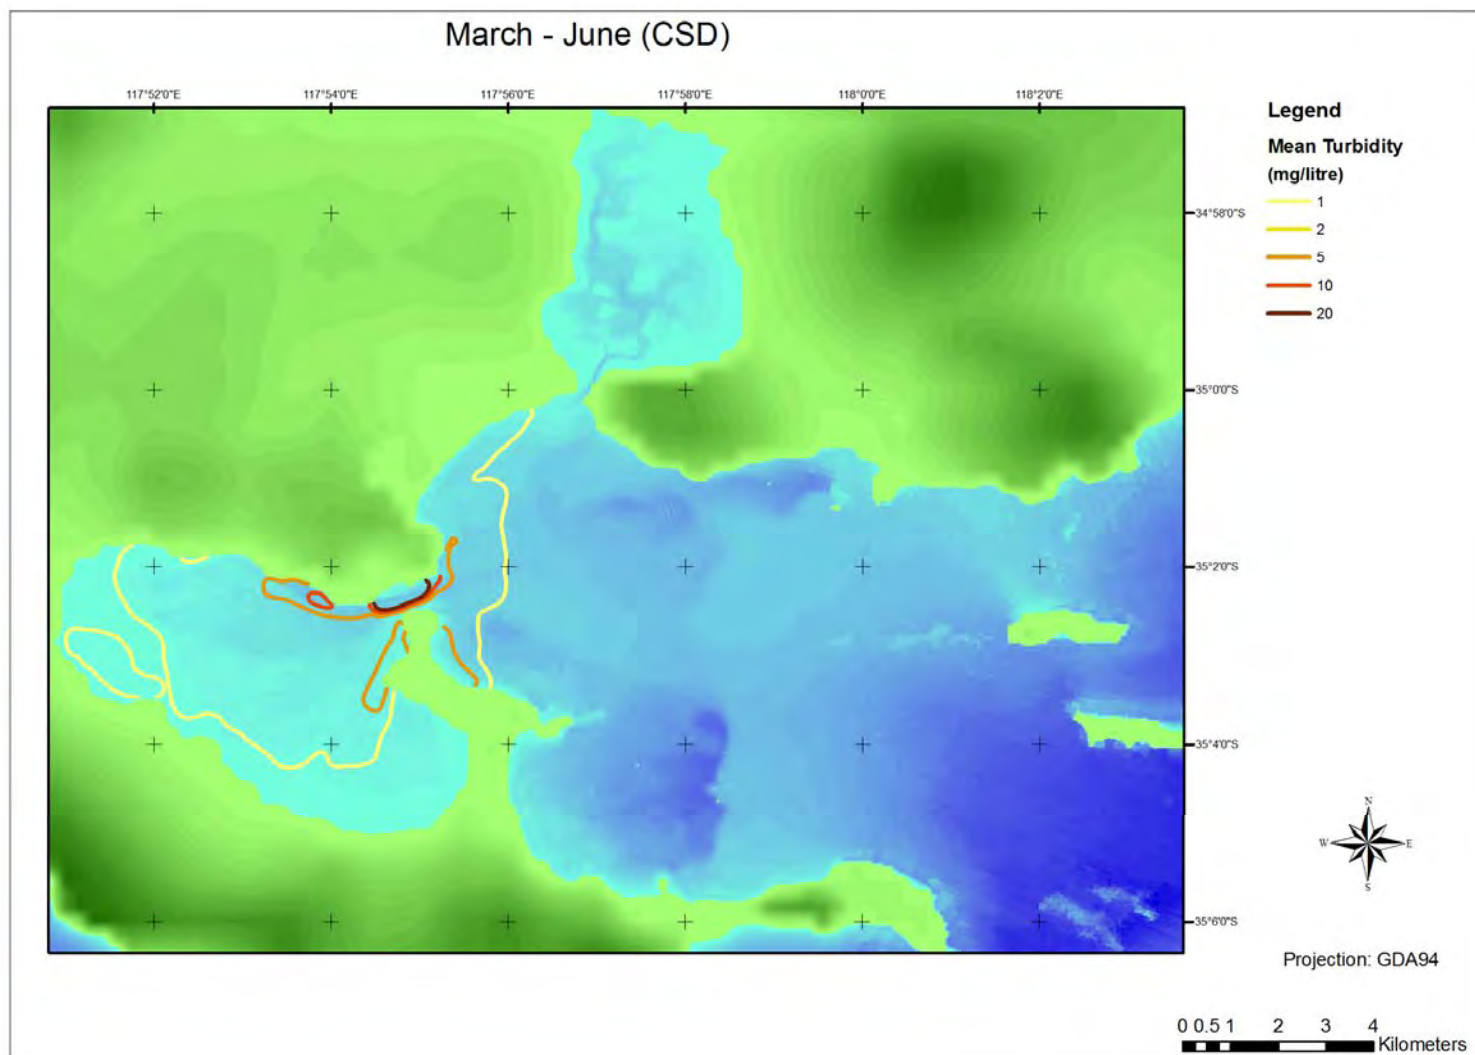 March - June (CSD)
117°52'0"E 117°54'0"E 117°56'0"E 117°58'0"E 118°0'0"E 118°2'0"E
Legend
Mean Turbidity
(mg/litre)
1
2
5
10
20
34°58'0"S
35°0'0"S
35°2'0"S
35°4'0"S
35°6'0"S
N
W E
S
Projection: GDA94
0 0.5 1 2 3 4
Kilometers